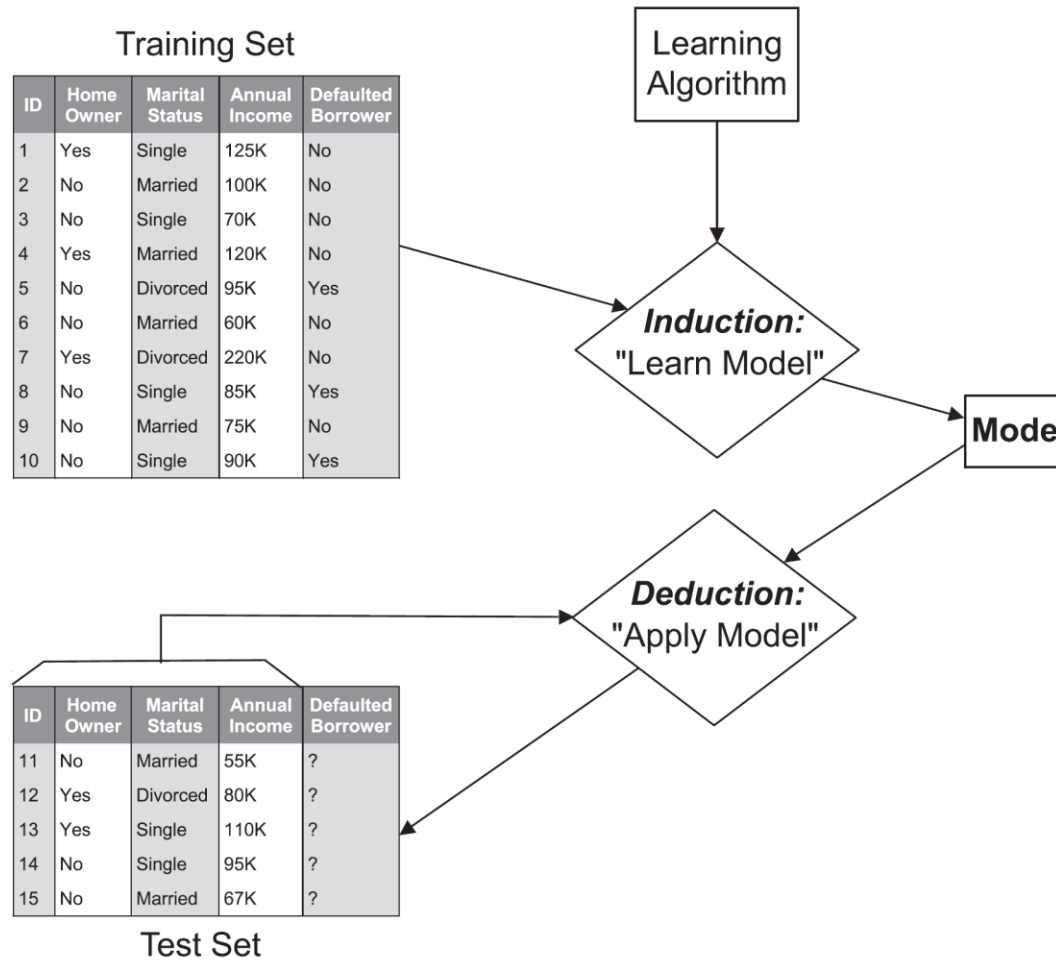 Training Set
ID Home Owner Marital Status Annual Income Defaulted Borrower
1 Yes Single 125K No
2 No Married 100K No
3 No Single 70K No
4 Yes Married 120K No
5 No Divorced 95K Yes
6 No Married 60K No
7 Yes Divorced 220K No
8 No Single 85K Yes
9 No Married 75K No
10 No Single 90K Yes
Learning
Algorithm
Induction:
"Learn Model"
Mode
Deduction:
"Apply Model"
ID Home Owner Marital Status Annual Income Defaulted Borrower
11 No Married 55K ?
12 Yes Divorced 80K ?
13 Yes Single 110K ?
14 No Single 95K ?
15 No Married 67K ?
Test Set